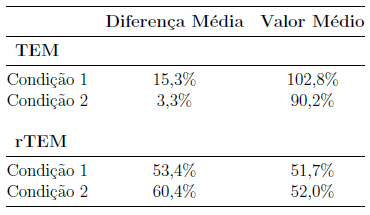 Diferença Média Valor Médio
TEM
Condição 1 15,3% 102,8%
Condição 2 3,3% 90,2%
rTEM
Condição 1 53,4% 51,7%
Condição 2 60,4% 52,0%